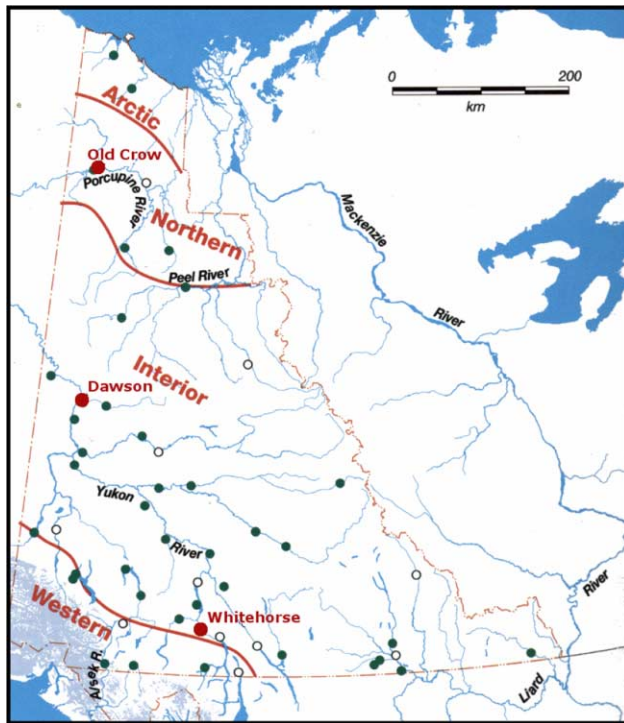 0 200
km
Arctic
Old Crow
Porcupine
River
Northern
Mackenzie
Peel River
River
Interior
Dawson
Yukon
River
Western
Whitehorse
River
Alsek R.
Liard